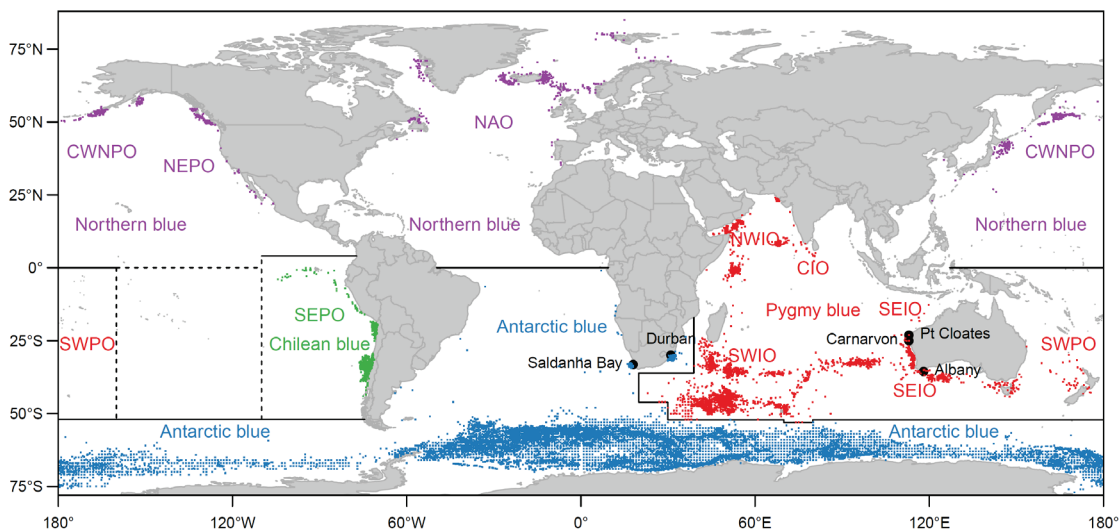 75°N
50°N
25°N
0°
25°S
50°S
75°S
NAO
CWNPO
NEPO
CWNPO
Northern blue
Northern blue
Northern blue
NWIO
CIO
SEPO
Chilean blue
SWPO
Antarctic blue
Pygmy blue
SEIO
Durban
Saldanha Bay
SWIO
Carnarvon
Pt Cloates
Albany
SEIO
SWPO
Antarctic blue
Antarctic blue
180°
120°W
60°W
0°
60°E
120°E
180°